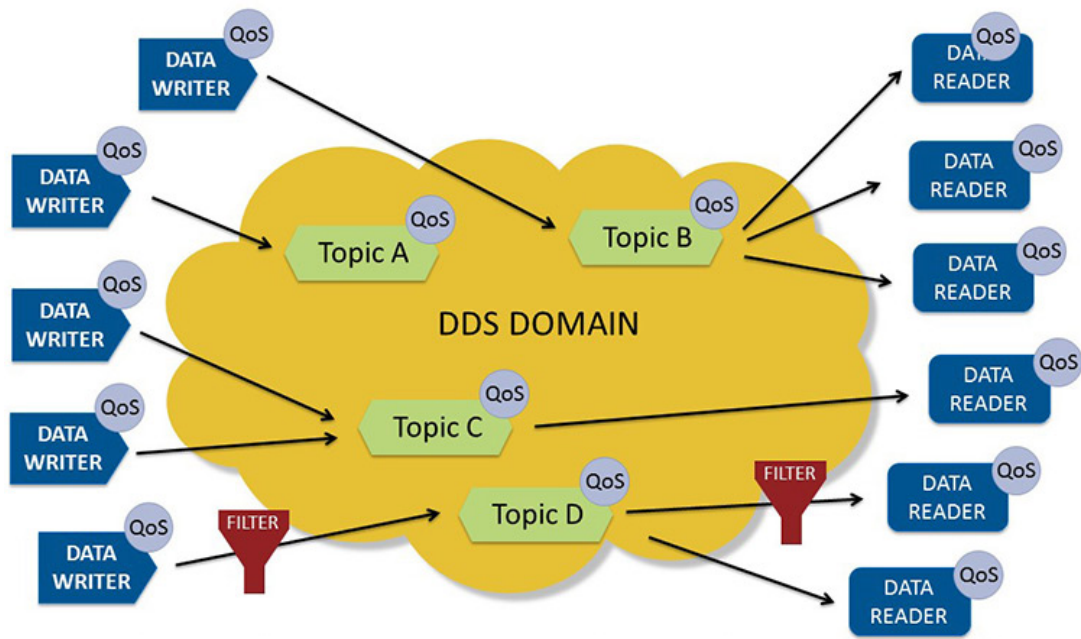 QoS
DATA
WRITER
QoS
DATA
READER
QoS
DATA
WRITER
QoS
DATA
READER
QoS
Topic A
QoS
Topic B
QoS
DATA
READER
QoS
DATA
WRITER
DDS DOMAIN
QoS
DATA
READER
QoS
DATA
WRITER
QoS
Topic C
QoS
DATA
WRITER
FILTER
QoS
Topic D
FILTER
QoS
DATA
READER
QoS
DATA
READER